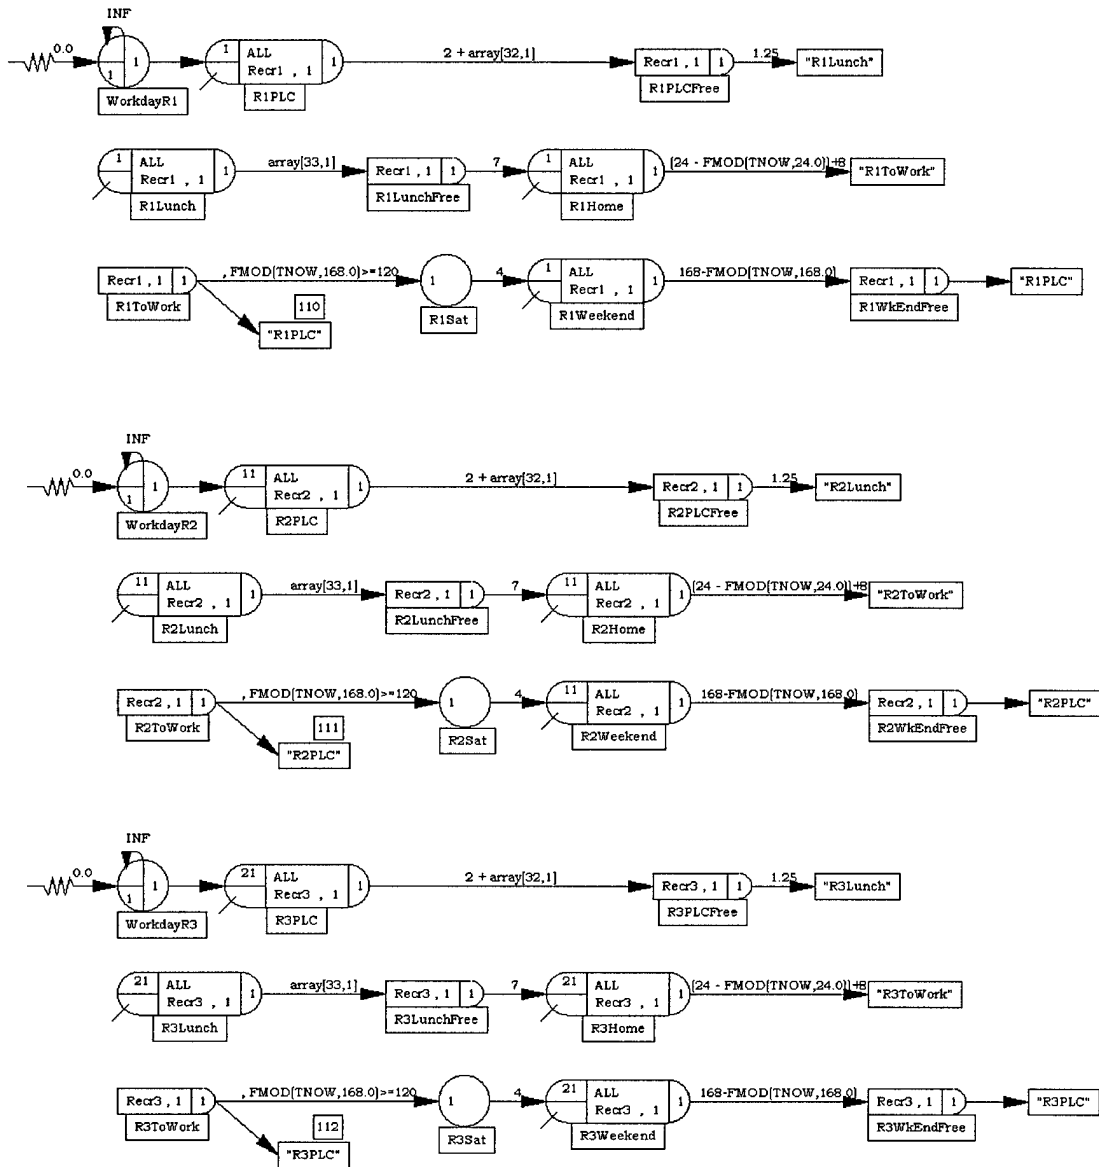 INF
0.0
1
1
WorkdayR1
1
ALL
Recr1 , 1
1
R1PLC
2 + array[32,1]
Recr1 , 1
1
R1PLCFree
1.25
"R1Lunch"
1
ALL
Recr1 , 1
1
R1Lunch
array[33,1]
Recr1 , 1
1
R1LunchFree
7
1
ALL
Recr1 , 1
1
R1Home
[24 - FMOD[TNOW,24.0]]+8
"R1ToWork"
Recr1 , 1
1
R1ToWork
, FMOD[TNOW,168.0]>=120
110
"R1PLC"
1
R1Sat
4
1
ALL
Recr1 , 1
1
R1Weekend
168-FMOD[TNOW,168.0]
Recr1 , 1
1
R1WkEndFree
"R1PLC"
INF
0.0
1
1
WorkdayR2
11
ALL
Recr2 , 1
1
R2PLC
2 + array[32,1]
Recr2 , 1
1
R2PLCFree
1.25
"R2Lunch"
11
ALL
Recr2 , 1
1
R2Lunch
array[33,1]
Recr2 , 1
1
R2LunchFree
7
11
ALL
Recr2 , 1
1
R2Home
[24 - FMOD[TNOW,24.0]]+8
"R2ToWork"
Recr2 , 1
1
R2ToWork
, FMOD[TNOW,168.0]>=120
111
"R2PLC"
1
R2Sat
4
11
ALL
Recr2 , 1
1
R2Weekend
168-FMOD[TNOW,168.0]
Recr2 , 1
1
R2WkEndFree
"R2PLC"
INF
0.0
1
1
WorkdayR3
21
ALL
Recr3 , 1
1
R3PLC
2 + array[32,1]
Recr3 , 1
1
R3PLCFree
1.25
"R3Lunch"
21
ALL
Recr3 , 1
1
R3Lunch
array[33,1]
Recr3 , 1
1
R3LunchFree
7
21
ALL
Recr3 , 1
1
R3Home
[24 - FMOD[TNOW,24.0]]+8
"R3ToWork"
Recr3 , 1
1
R3ToWork
, FMOD[TNOW,168.0]>=120
112
"R3PLC"
1
R3Sat
4
21
ALL
Recr3 , 1
1
R3Weekend
168-FMOD[TNOW,168.0]
Recr3 , 1
1
R3WkEndFree
"R3PLC"